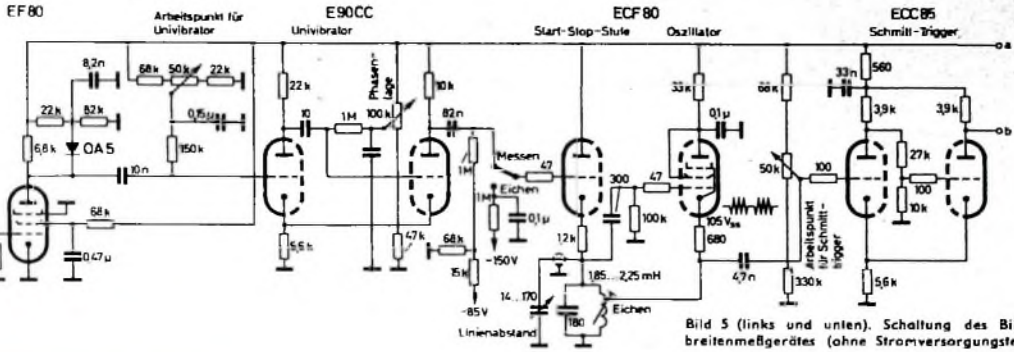 EF80
E90CC
ECF80
ECC85
Arbeitspunkt für
Univibrator
Univibrator
Start-Stop-Stufe
Oszillator
Schmitt-Trigger
8,2n
68k
50k
22k
22k
82k
6,8k
OA5
0,15µ
150k
10n
68k
0,47µ
22k
10
1M
100k
Phasen-
lage
10k
82n
5,6k
47k
1M
Messen
Eichen
47
1M
0,1µ
-150V
68k
15k
-85V
300
47
100k
1,2k
1,85...2,25 mH
14...170
180
Eichen
Linienabstand
33k
0,1µ
105 Vss
680
4,7n
68k
50k
100
Arbeitspunkt
für Schmitt-
trigger
330k
33n
560
3,9k
3,9k
27k
100
10k
5,6k
a
b
Bild 5 (links und unten). Schaltung des Bi
breitenmeßgerätes (ohne Stromversorgungste